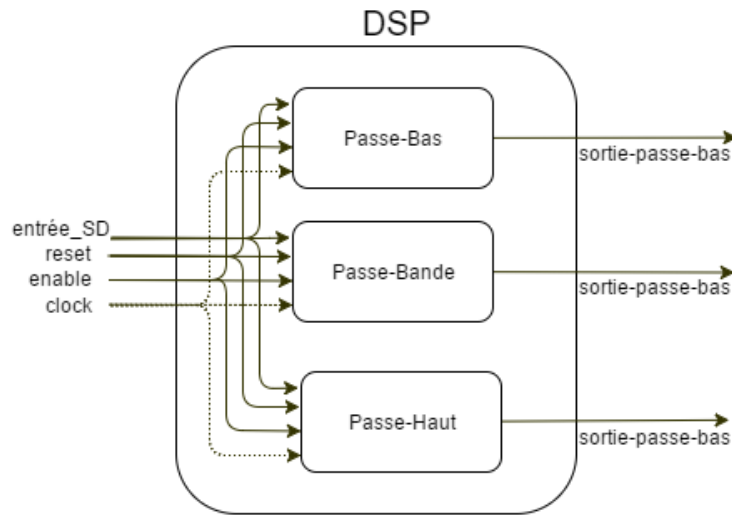 DSP
Passe-Bas
sortie-passe-bas
entrée_SD
reset
enable
clock
Passe-Bande
sortie-passe-bas
Passe-Haut
sortie-passe-bas